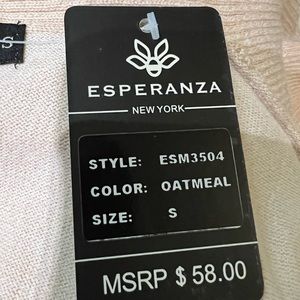 S
ESPERANZA
NEW YORK
STYLE: ESM3504
COLOR: OATMEAL
SIZE: S
MSRP $ 58.00